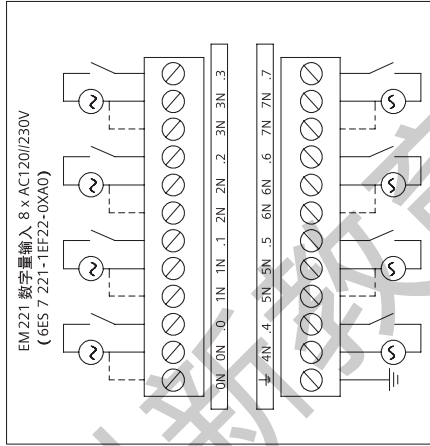 EM 221 数字量输入 8 x AC120//230V
(6ES 7 221-1EF22-0XA0)
0N 0N .0 1N 1N .1 2N 2N .2 3N 3N .3
4N .4 5N 5N .5 6N 6N .6 7N 7N .7
新教